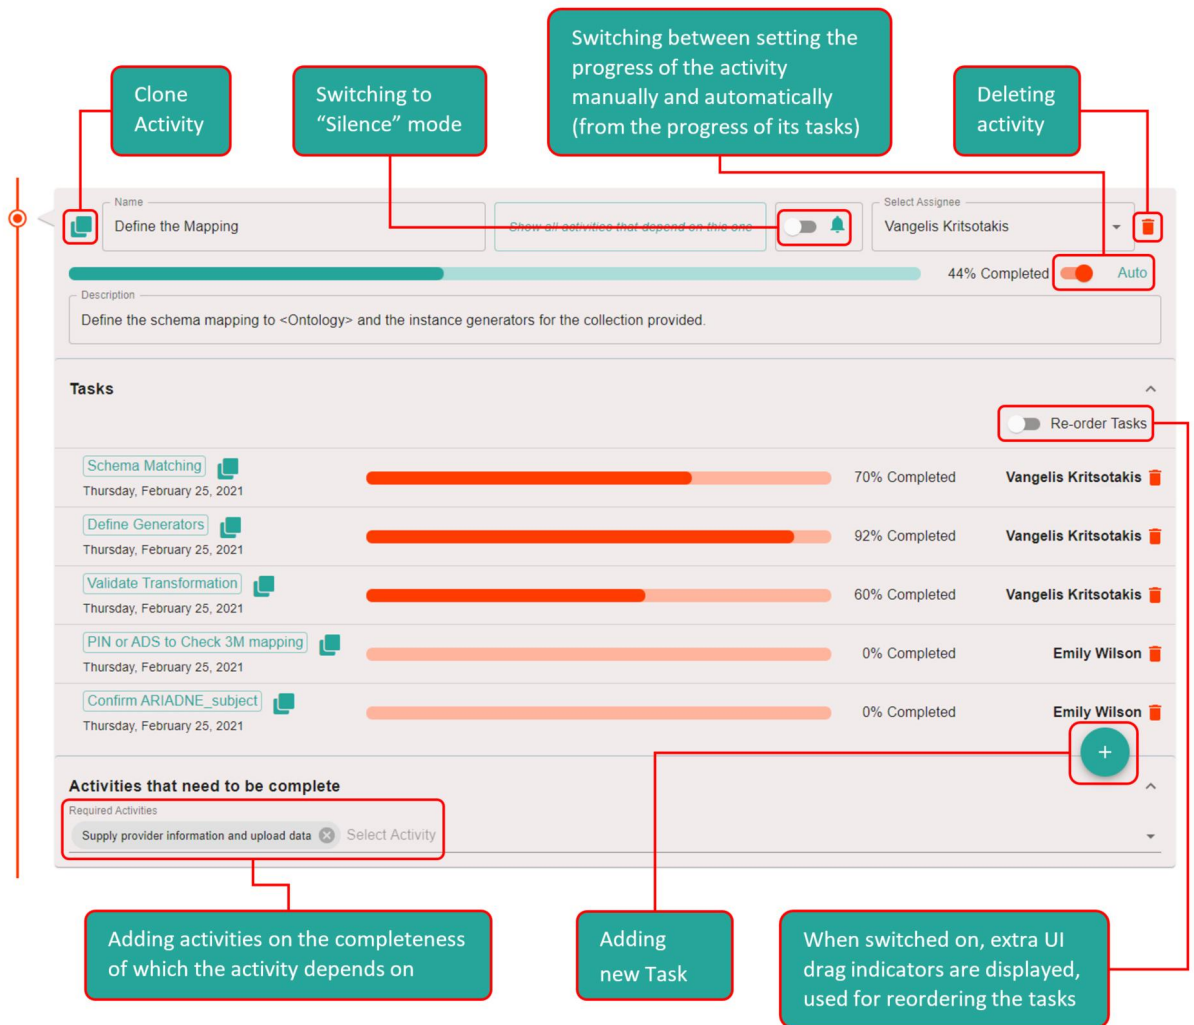 Switching between setting the
progress of the activity
manually and automatically
(from the progress of its tasks)
Clone
Activity
Switching to
“Silence” mode
Deleting
activity
Name
Define the Mapping
Show all activities that depend on this one
Select Assignee
Vangelis Kritsotakis
44% Completed
Auto
Description
Define the schema mapping to <Ontology> and the instance generators for the collection provided.
Tasks
Re-order Tasks
Schema Matching
Thursday, February 25, 2021
70% Completed
Vangelis Kritsotakis
Define Generators
Thursday, February 25, 2021
92% Completed
Vangelis Kritsotakis
Validate Transformation
Thursday, February 25, 2021
60% Completed
Vangelis Kritsotakis
PIN or ADS to Check 3M mapping
Thursday, February 25, 2021
0% Completed
Emily Wilson
Confirm ARIADNE_subject
Thursday, February 25, 2021
0% Completed
Emily Wilson
+
Activities that need to be complete
Required Activities
Supply provider information and upload data
Select Activity
Adding activities on the completeness
of which the activity depends on
Adding
new Task
When switched on, extra UI
drag indicators are displayed,
used for reordering the tasks